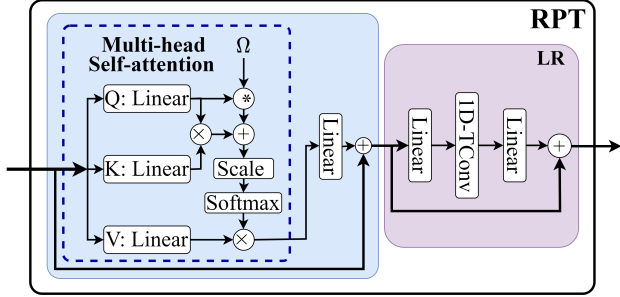 RPT
Multi-head
Self-attention
Ω
LR
Q: Linear
*
×
+
K: Linear
Scale
Softmax
V: Linear
×
Linear
+
Linear
1D-TConv
Linear
+